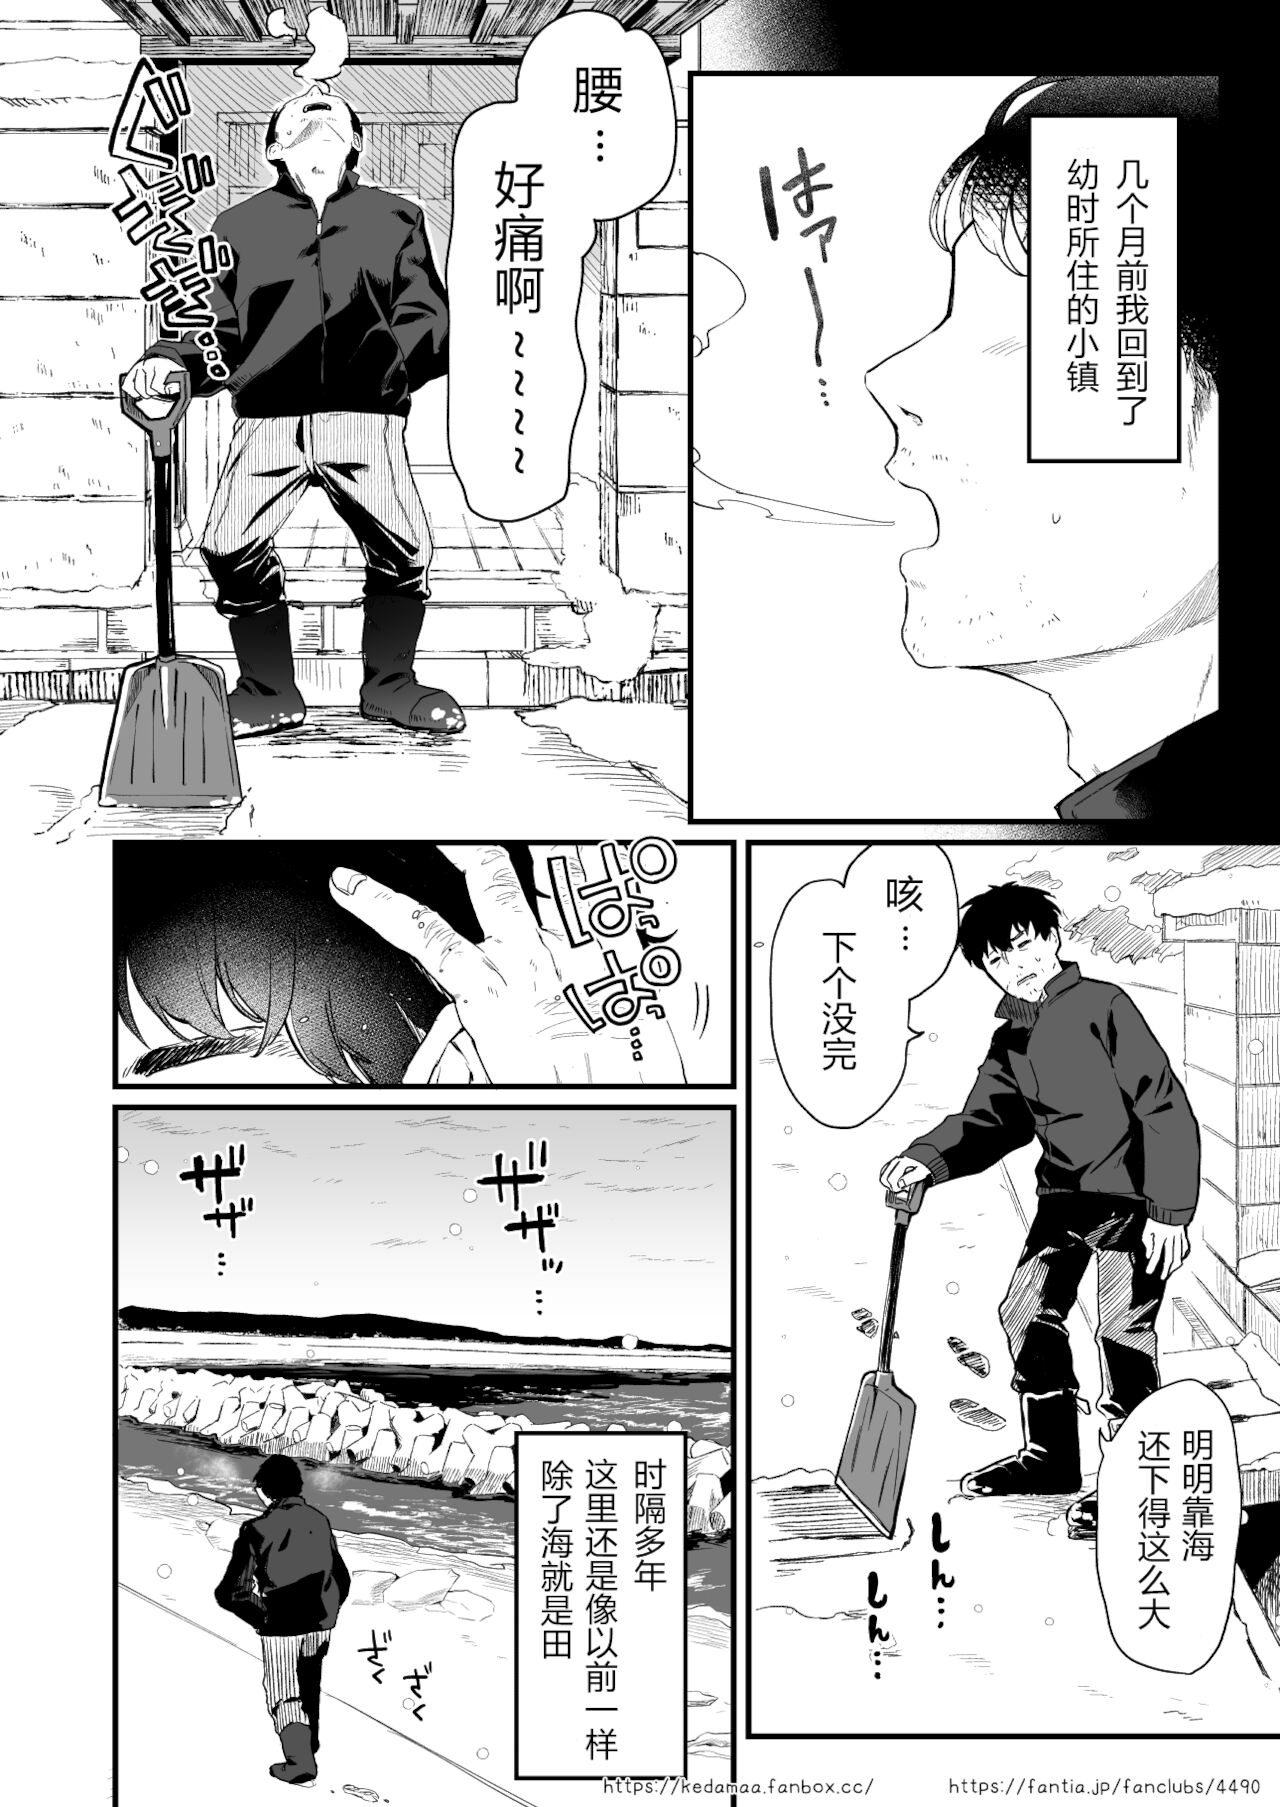 几个月前我回到了
幼时所住的小镇
はァー…
腰…
好痛啊~~~~
咳…
下个没完
明明靠海
还下得这么大
しん…
しん…
ぱっ
ぱっ…
ザザ…
ザザ…
时隔多年
这里还是像以前一样
除了海就是田
ざく
ざく
https://kedamaa.fanbox.cc/
https://fantia.jp/fanclubs/4490